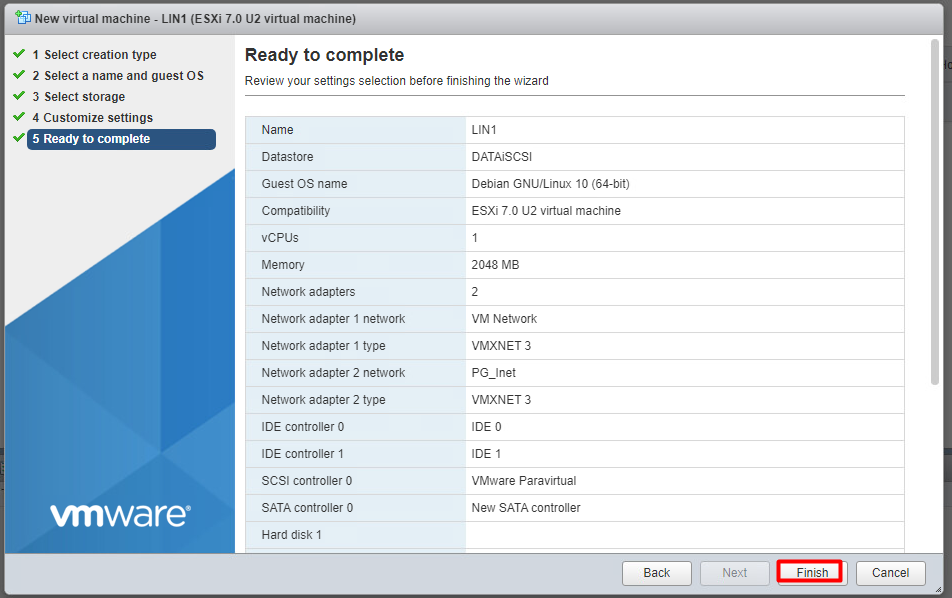 New virtual machine - LIN1 (ESXi 7.0 U2 virtual machine)
1 Select creation type
2 Select a name and guest OS
3 Select storage
4 Customize settings
5 Ready to complete
vmware®
Ready to complete
Review your settings selection before finishing the wizard
Name LIN1
Datastore DATAiSCSI
Guest OS name Debian GNU/Linux 10 (64-bit)
Compatibility ESXi 7.0 U2 virtual machine
vCPUs 1
Memory 2048 MB
Network adapters 2
Network adapter 1 network VM Network
Network adapter 1 type VMXNET 3
Network adapter 2 network PG_Inet
Network adapter 2 type VMXNET 3
IDE controller 0 IDE 0
IDE controller 1 IDE 1
SCSI controller 0 VMware Paravirtual
SATA controller 0 New SATA controller
Hard disk 1
Back Next Finish Cancel